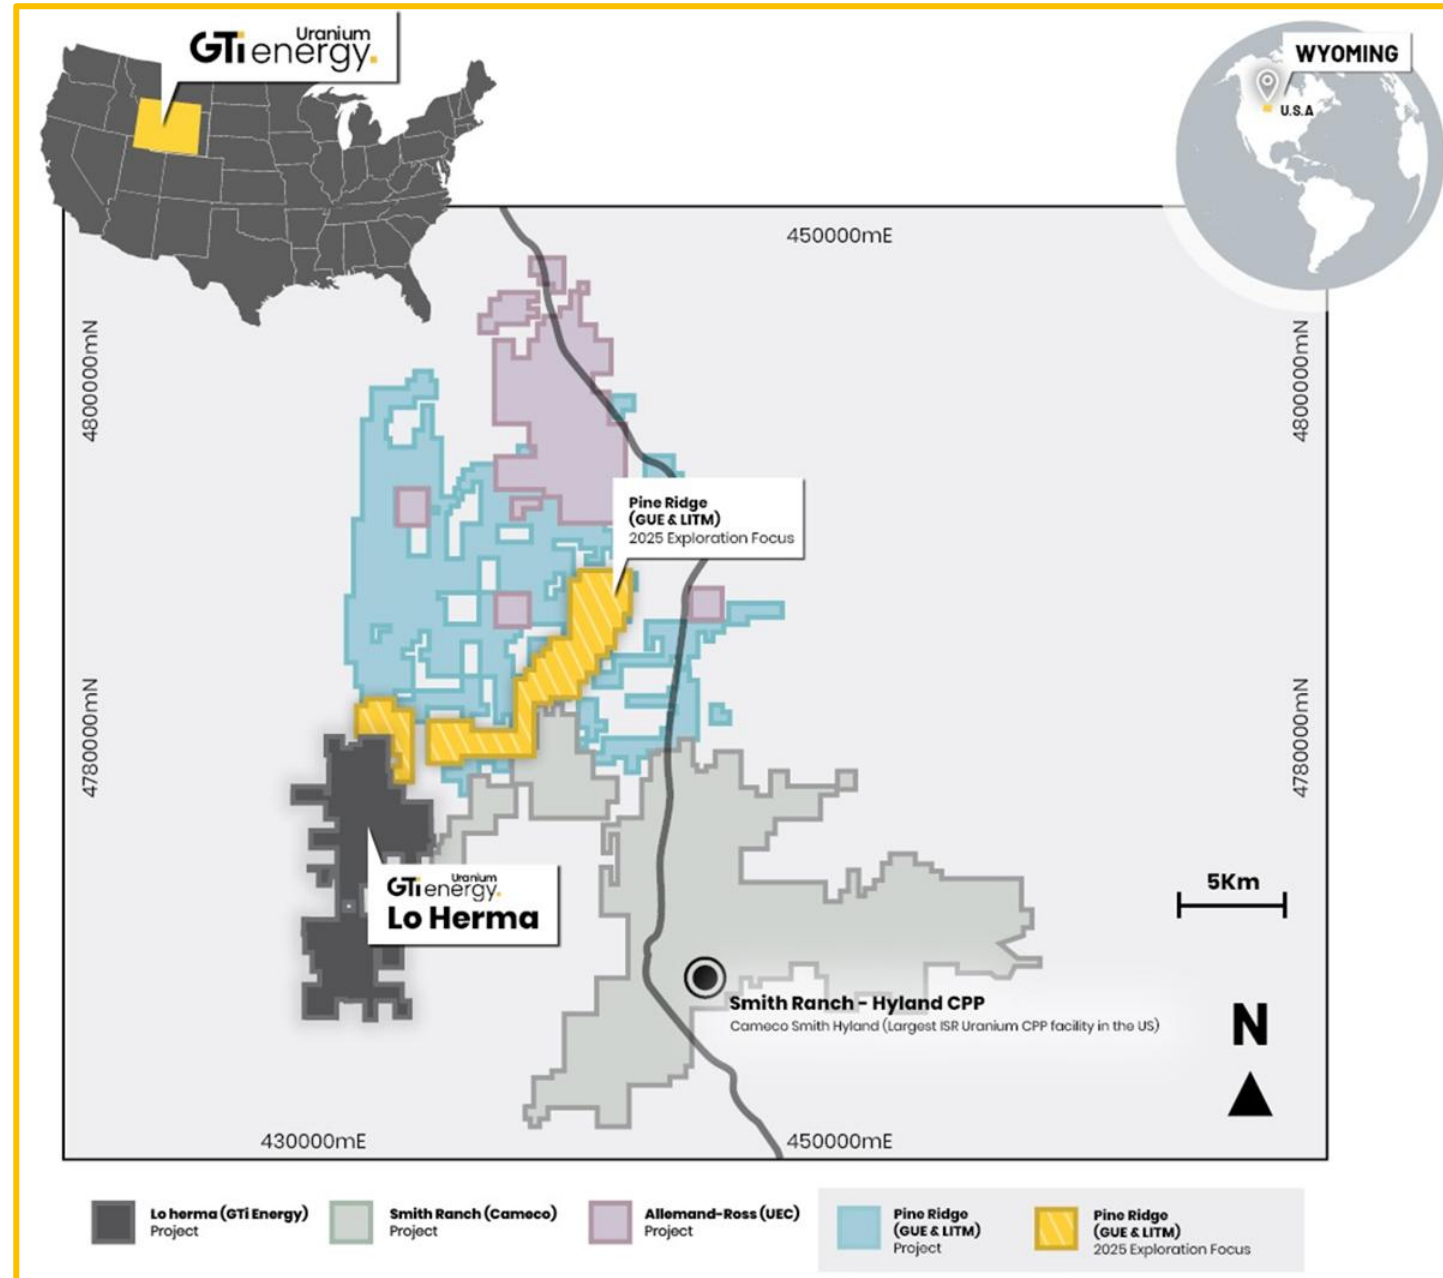 Uranium
GTi energy.
WYOMING
U.S.A
450000mE
4800000mN
4800000mN
Pine Ridge
(GUE & LITM)
2025 Exploration Focus
4780000mN
4780000mN
Uranium
GTi energy.
Lo Herma
5Km
Smith Ranch - Hyland CPP
Cameco Smith Hyland (Largest ISR Uranium CPP facility in the US)
N
430000mE
450000mE
Lo herma (GTi Energy)
Project
Smith Ranch (Cameco)
Project
Allemand-Ross (UEC)
Project
Pine Ridge
(GUE & LITM)
Project
Pine Ridge
(GUE & LITM)
2025 Exploration Focus